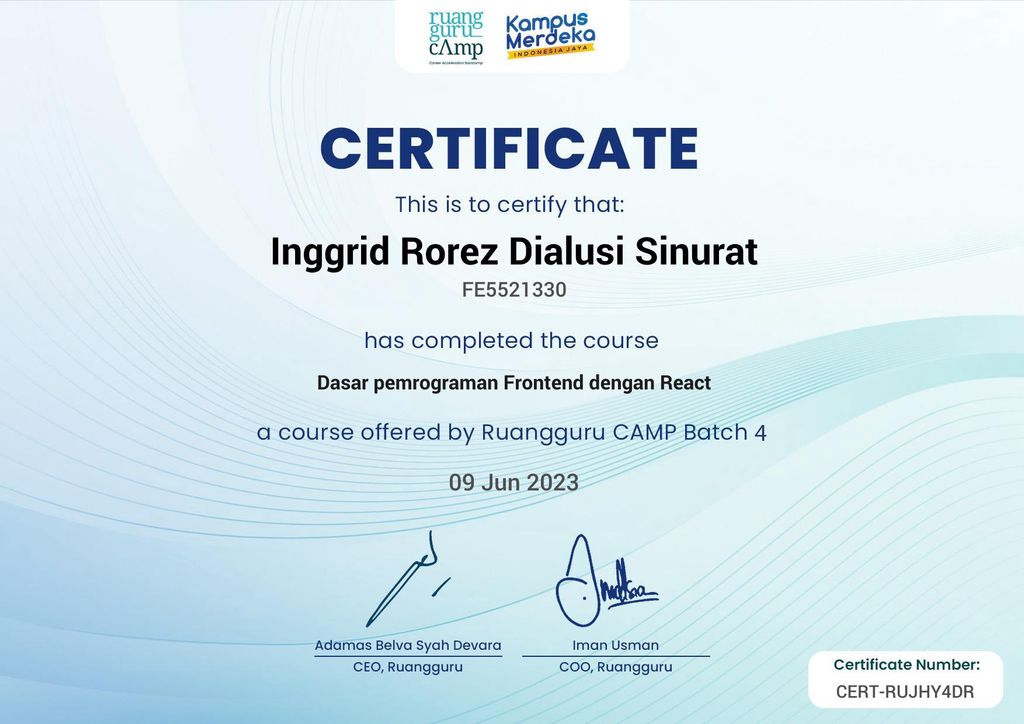 ruang
guru
cAmp
Career Acceleration Bootcamp
Kampus
Merdeka
INDONESIA JAYA
CERTIFICATE
This is to certify that:
Inggrid Rorez Dialusi Sinurat
FE5521330
has completed the course
Dasar pemrograman Frontend dengan React
a course offered by Ruangguru CAMP Batch 4
09 Jun 2023
Adamas Belva Syah Devara
CEO, Ruangguru
Iman Usman
COO, Ruangguru
Certificate Number:
CERT-RUJHY4DR